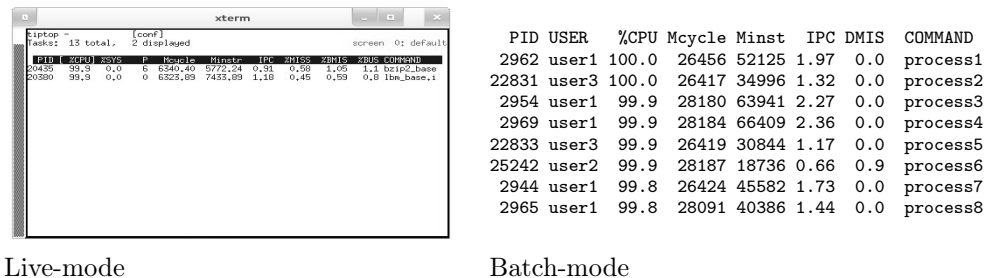 xterm
tiptop - [conf]
Tasks: 13 total, 2 displayed screen 0: default
PID [ %CPU] %SYS P Mcycle Minstr IPC %MISS %BMIS %BUS COMMAND
20435 99.9 0.0 6 6340.40 5772.24 0.91 0.58 1.05 1.1 bzip2_base
20380 99.9 0.0 0 6323.89 7433.89 1.18 0.45 0.59 0.8 lbm_base.i
Live-mode
PID USER %CPU Mcycle Minst IPC DMIS COMMAND
2962 user1 100.0 26456 52125 1.97 0.0 process1
22831 user3 100.0 26417 34996 1.32 0.0 process2
2954 user1 99.9 28180 63941 2.27 0.0 process3
2969 user1 99.9 28184 66409 2.36 0.0 process4
22833 user3 99.9 26419 30844 1.17 0.0 process5
25242 user2 99.9 28187 18736 0.66 0.9 process6
2944 user1 99.8 26424 45582 1.73 0.0 process7
2965 user1 99.8 28091 40386 1.44 0.0 process8
Batch-mode